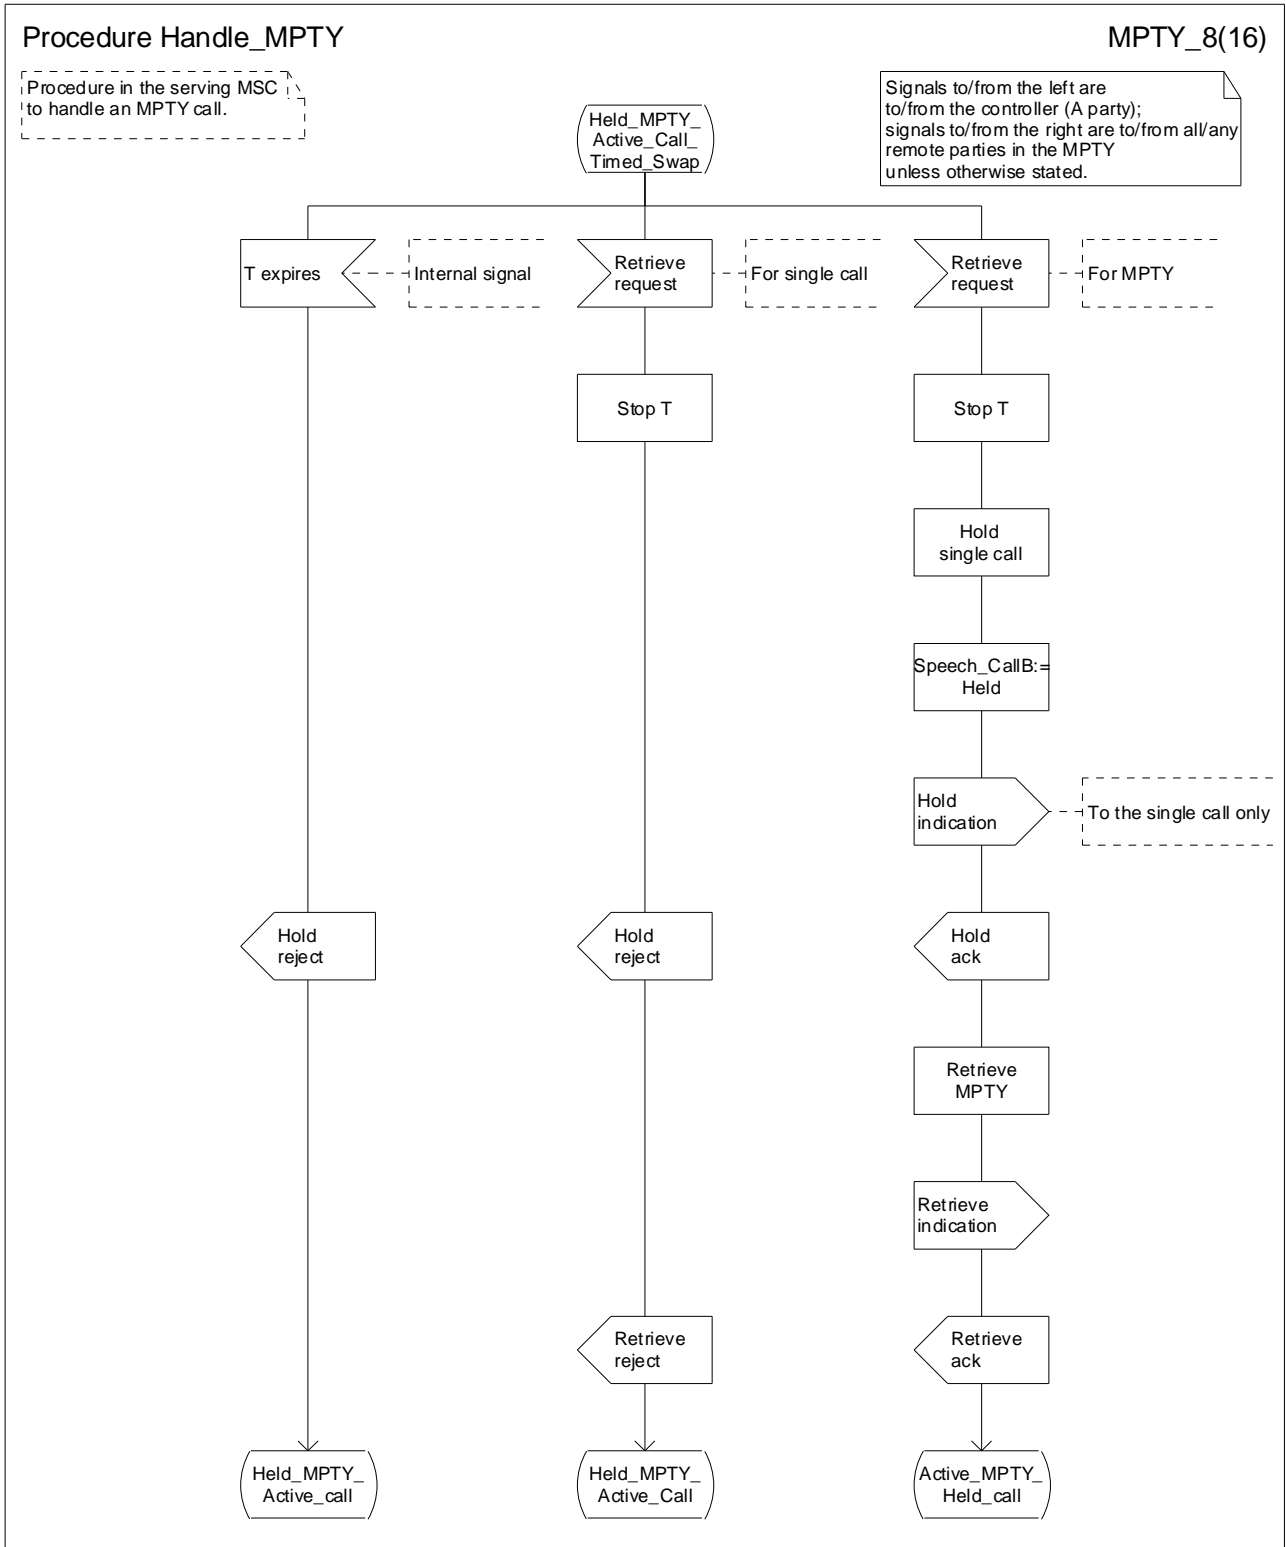 Procedure Handle_MPTY
MPTY_8(16)
Procedure in the serving MSC
to handle an MPTY call.
Signals to/from the left are
to/from the controller (A party);
signals to/from the right are to/from all/any
remote parties in the MPTY
unless otherwise stated.
Held_MPTY_
Active_Call_
Timed_Swap
T expires
Internal signal
Retrieve
request
For single call
Retrieve
request
For MPTY
Stop T
Stop T
Hold
single call
Speech_CallB:=
Held
Hold
indication
To the single call only
Hold
reject
Hold
reject
Hold
ack
Retrieve
MPTY
Retrieve
indication
Retrieve
reject
Retrieve
ack
Held_MPTY_
Active_call
Held_MPTY_
Active_Call
Active_MPTY_
Held_call